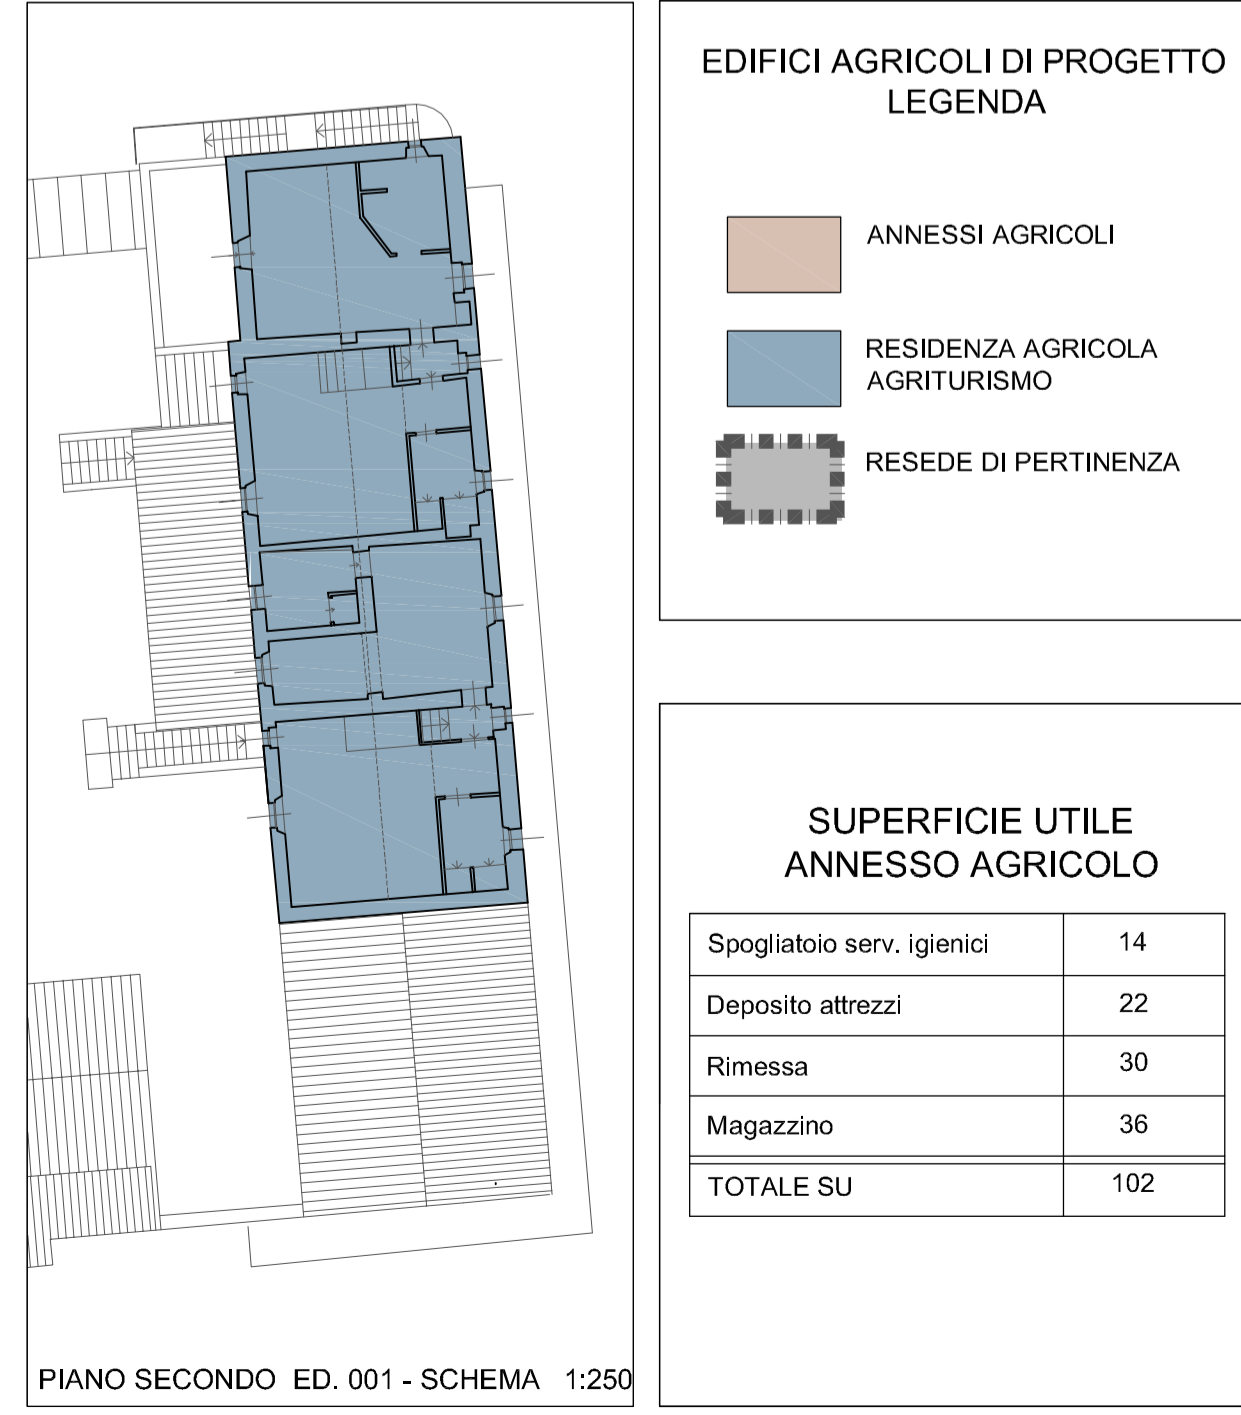 PIANO SECONDO ED. 001 - SCHEMA 1:250
EDIFICI AGRICOLI DI PROGETTO
LEGENDA
ANNESSI AGRICOLI
RESIDENZA AGRICOLA
AGRITURISMO
RESEDE DI PERTINENZA
SUPERFICIE UTILE
ANNESSO AGRICOLO
Spogliatoio serv. igienici 14
Deposito attrezzi 22
Rimessa 30
Magazzino 36
TOTALE SU 102